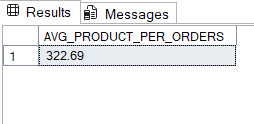 Results Messages
AVG_PRODUCT_PER_ORDERS
1 322.69